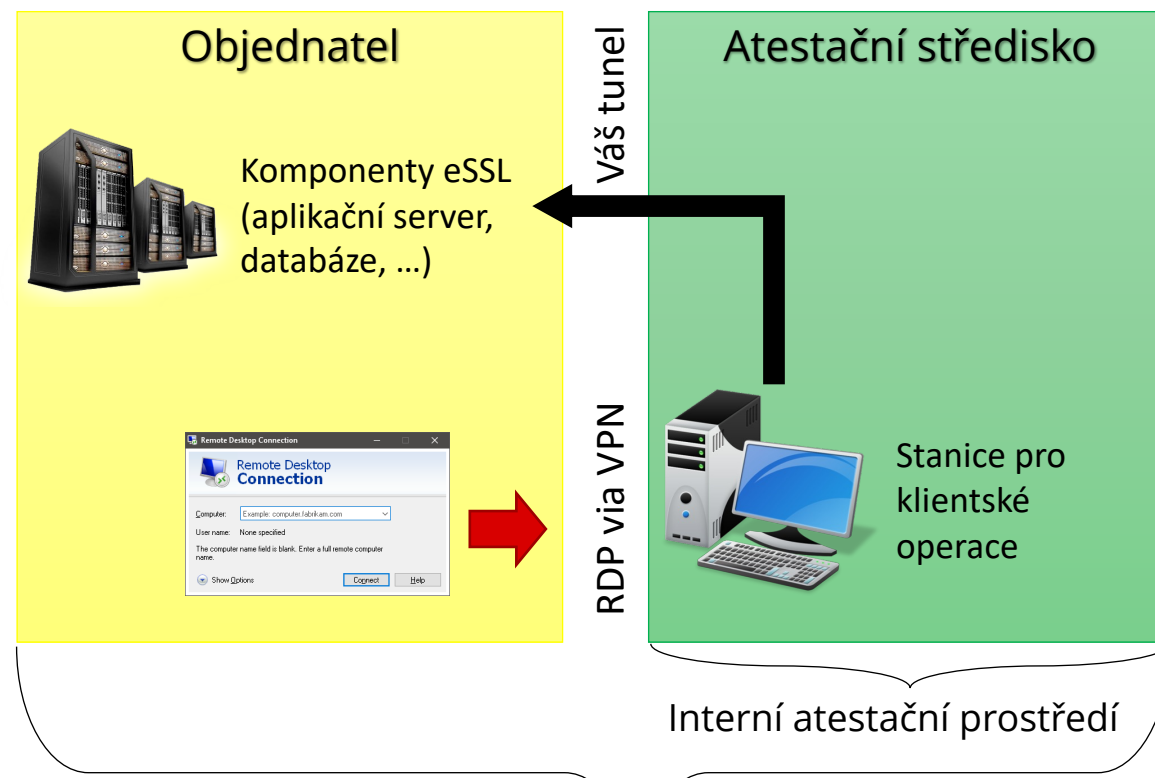 Objednatel
Váš tunel
Atestační středisko
Komponenty eSSL
(aplikační server,
databáze, …)
Remote Desktop Connection
Remote Desktop
Connection
Computer:
Example: computer.fabrikam.com
User name:
None specified
The computer name field is blank. Enter a full remote computer
name.
Show Options
Connect
Help
RDP via VPN
Stanice pro
klientské
operace
Interní atestační prostředí